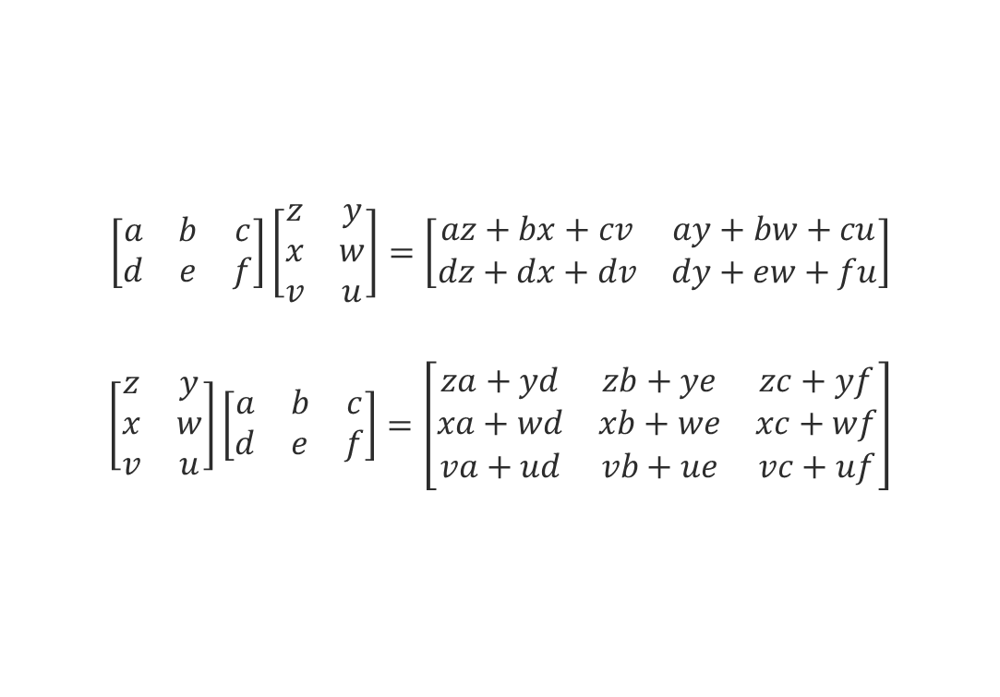 [a b c; d e f] [z y; x w; v u] = [az + bx + cv ay + bw + cu; dz + dx + dv dy + ew + fu]
[z y; x w; v u] [a b c; d e f] = [za + yd zb + ye zc + yf; xa + wd xb + we xc + wf; va + ud vb + ue vc + uf]